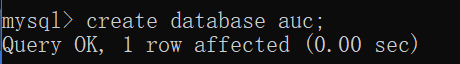 mysql> create database auc;
Query OK, 1 row affected (0.00 sec)